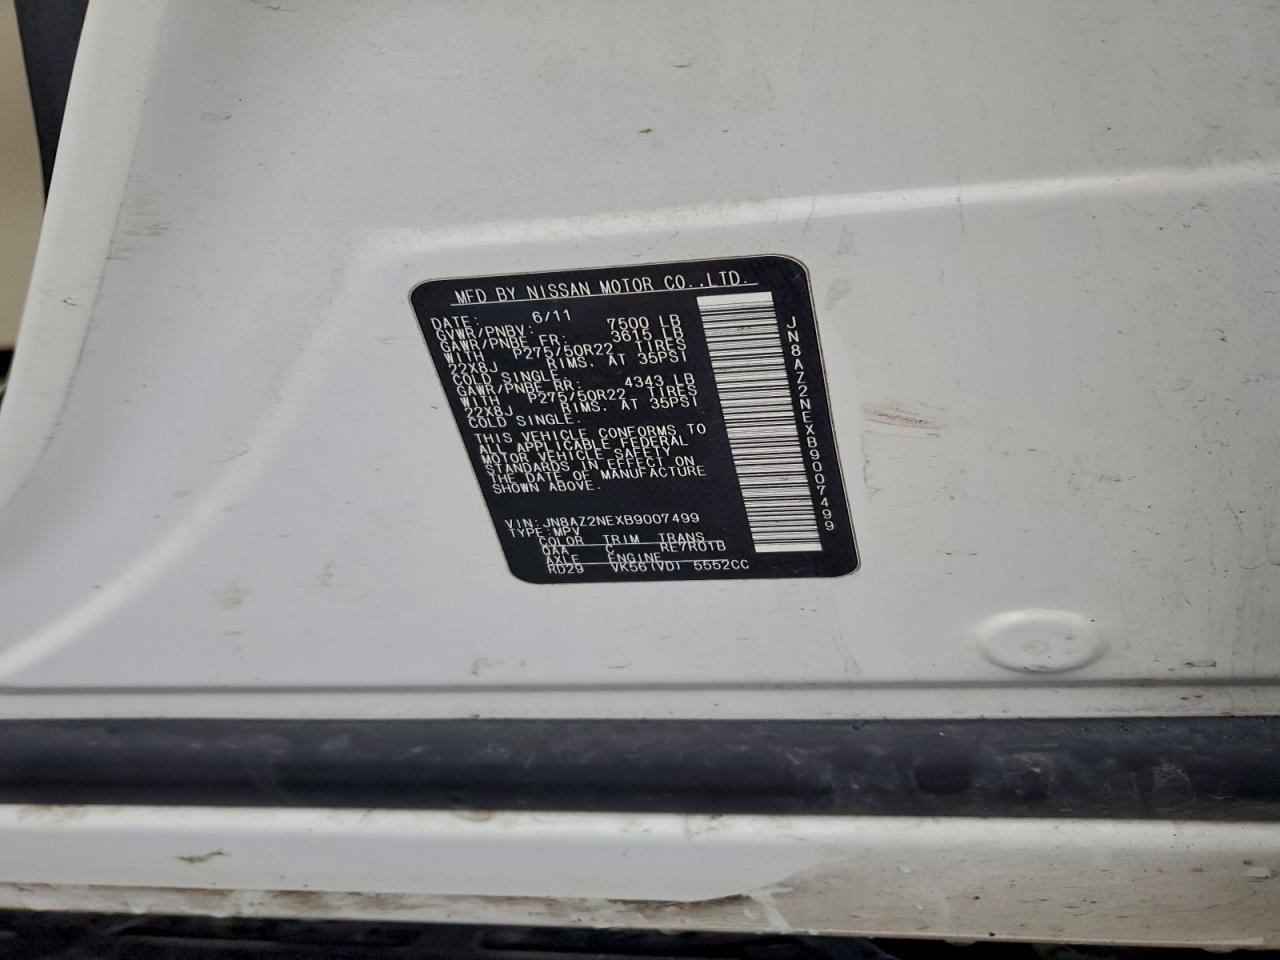 MFD BY NISSAN MOTOR CO.,LTD.
DATE: 6/11
GVWR/PNBV: 7500 LB
GAWR/PNBE FR: 3615 LB
WITH P275/50R22 TIRES
22X8J RIMS. AT 35PSI
COLD SINGLE.
GAWR/PNBE RR: 4343 LB
WITH P275/50R22 TIRES
22X8J RIMS. AT 35PSI
COLD SINGLE.
THIS VEHICLE CONFORMS TO
ALL APPLICABLE FEDERAL
MOTOR VEHICLE SAFETY
STANDARDS IN EFFECT ON
THE DATE OF MANUFACTURE
SHOWN ABOVE.
VIN: JN8AZ2NEXB9007499
TYPE: MPV
COLOR TRIM TRANS
QAA C RE7R01B
AXLE ENGINE
RD29 VK56(VD) 5552CC
JN8AZ2NEXB9007499